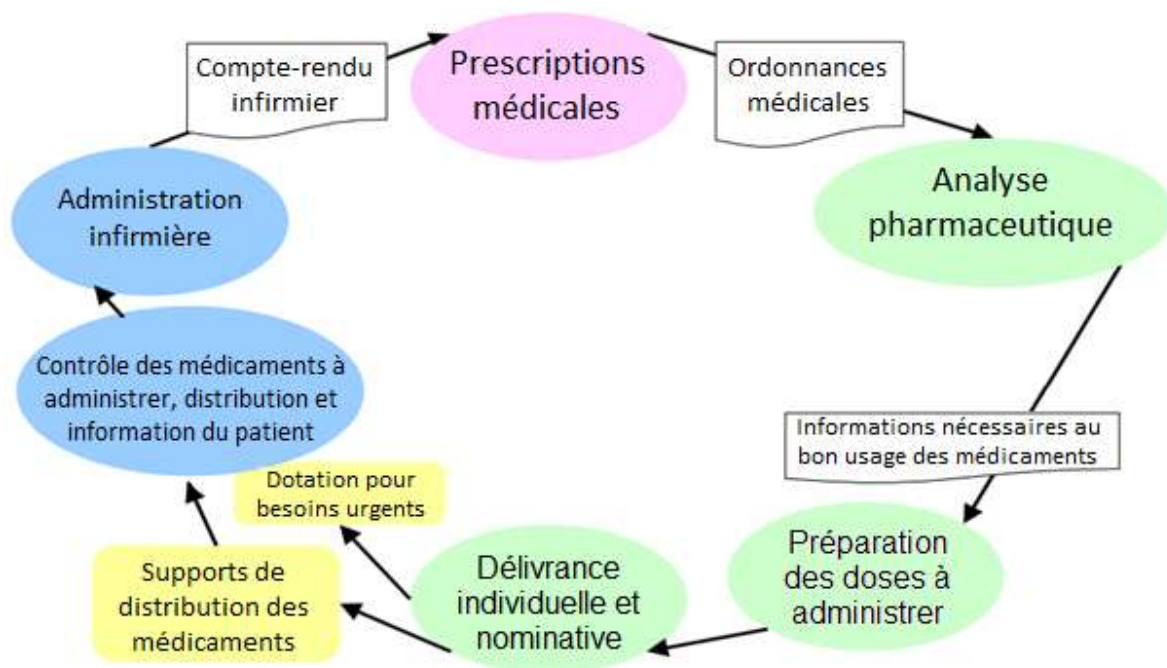 Compte-rendu
infirmier
Prescriptions
médicales
Ordonnances
médicales
Analyse
pharmaceutique
Informations nécessaires au
bon usage des médicaments
Préparation
des doses à
administrer
Délivrance
individuelle et
nominative
Dotation pour
besoins urgents
Supports de
distribution des
médicaments
Contrôle des médicaments à
administrer, distribution et
information du patient
Administration
infirmière